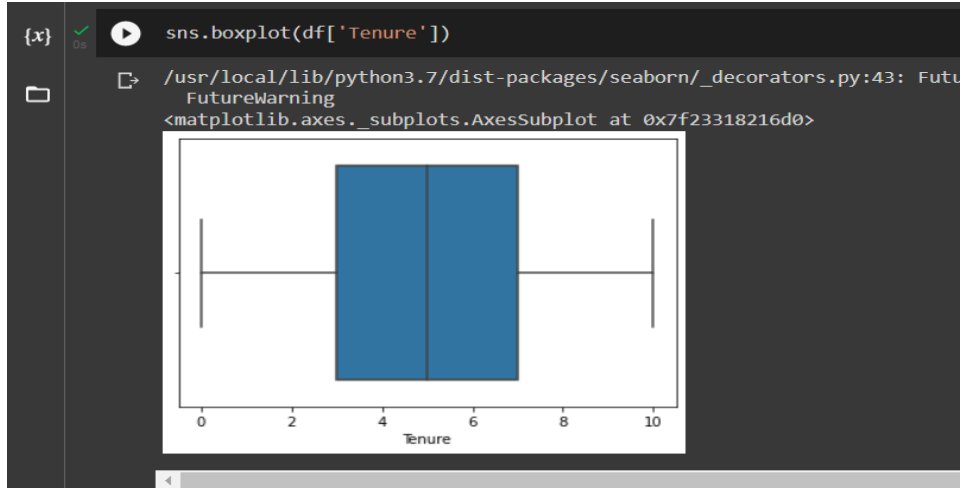 {x}
0s
sns.boxplot(df['Tenure'])
/usr/local/lib/python3.7/dist-packages/seaborn/_decorators.py:43: Futu
FutureWarning
<matplotlib.axes._subplots.AxesSubplot at 0x7f23318216d0>
0 2 4 6 8 10
Tenure